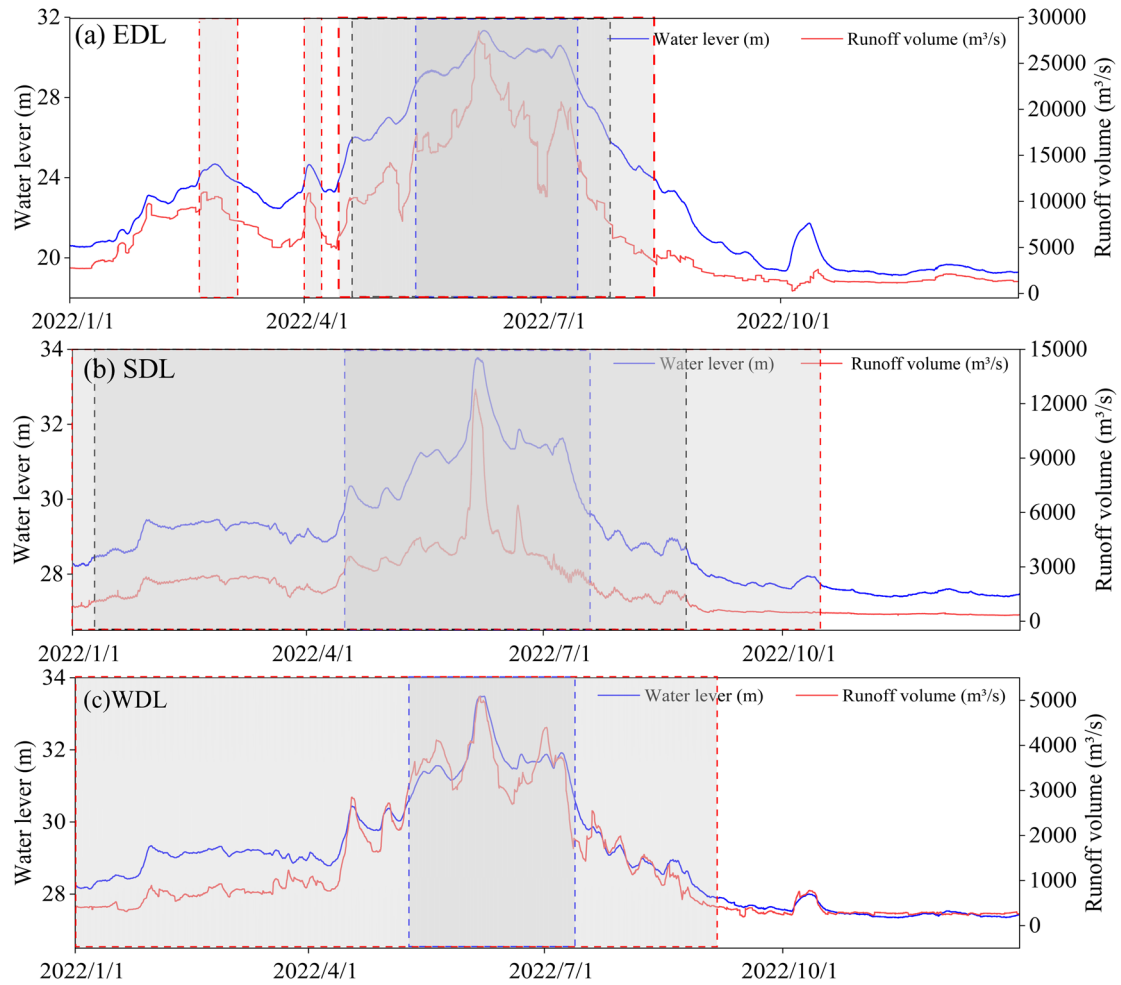 (a) EDL
Water lever (m)
Runoff volume (m³/s)
32
28
24
20
Water lever (m)
30000
25000
20000
15000
10000
5000
0
Runoff volume (m³/s)
2022/1/1
2022/4/1
2022/7/1
2022/10/1
(b) SDL
Water lever (m)
Runoff volume (m³/s)
34
32
30
28
Water lever (m)
15000
12000
9000
6000
3000
0
Runoff volume (m³/s)
2022/1/1
2022/4/1
2022/7/1
2022/10/1
(c)WDL
Water lever (m)
Runoff volume (m³/s)
34
32
30
28
Water lever (m)
5000
4000
3000
2000
1000
0
Runoff volume (m³/s)
2022/1/1
2022/4/1
2022/7/1
2022/10/1